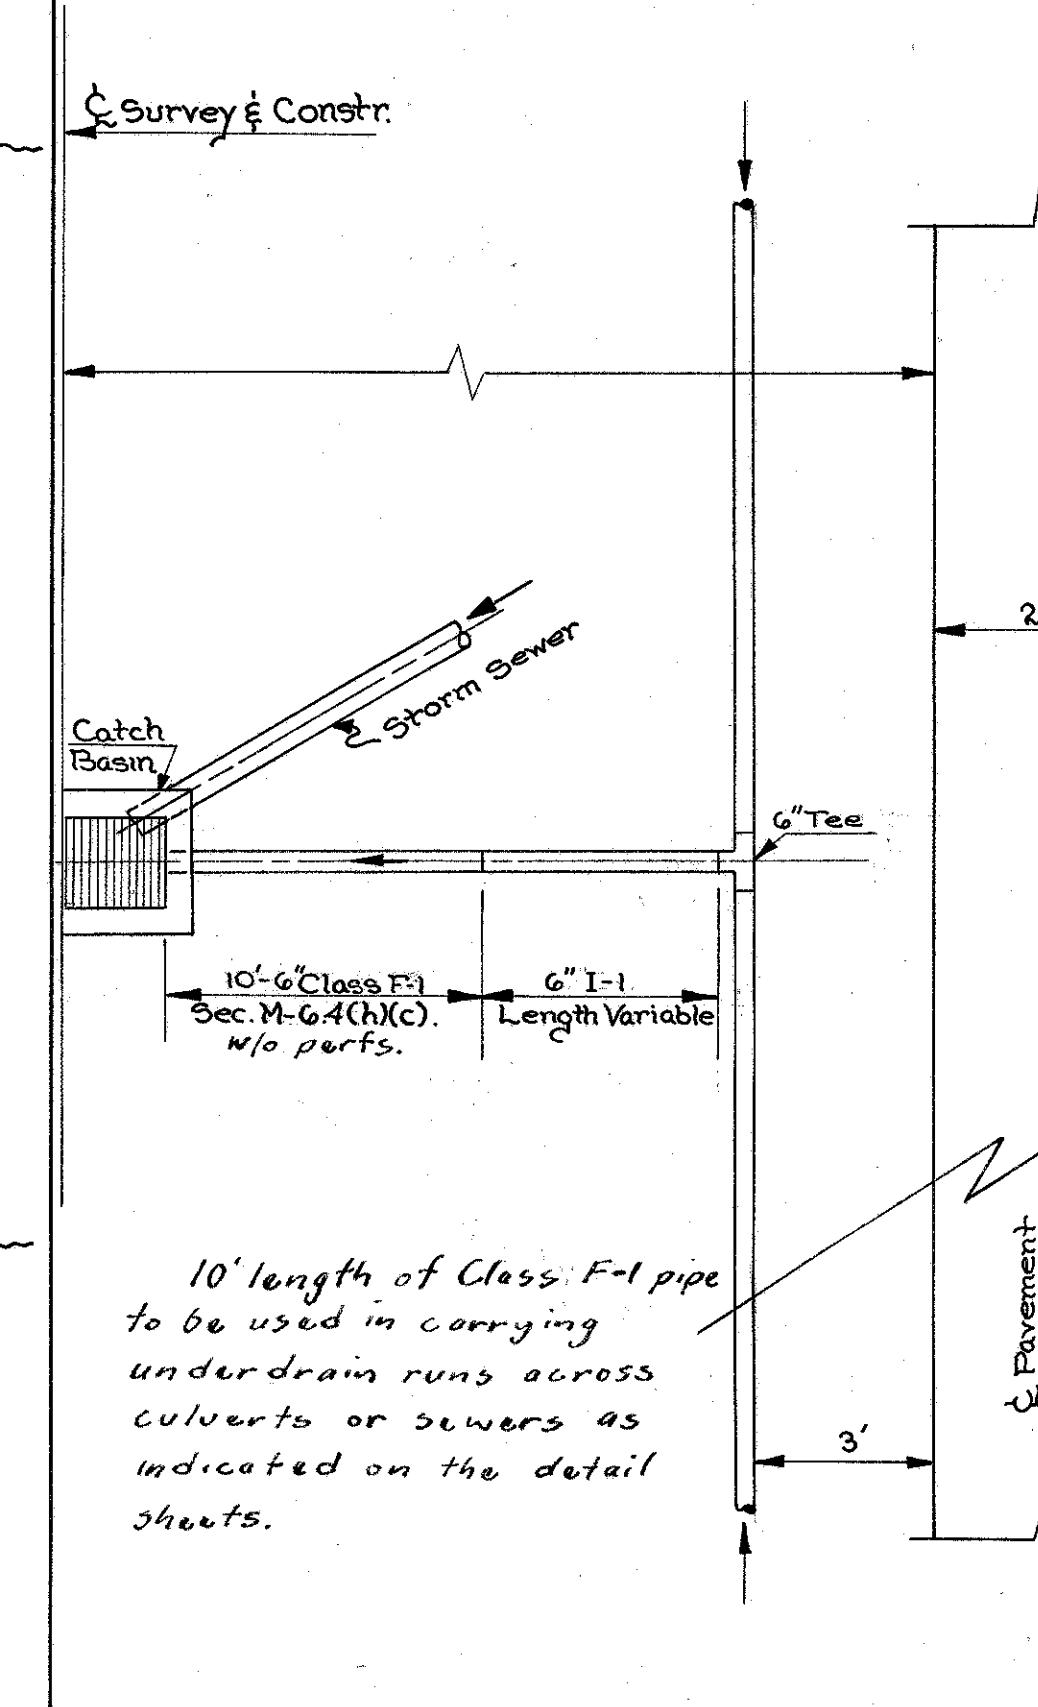 ℄ Survey & Constr.
2
℄ Storm Sewer
Catch
Basin
6" Tee
10'-6" Class F-1
Sec. M-6.4(h)(c).
w/o perfs.
6" I-1
Length Variable
10' length of Class F-1 pipe
to be used in carrying
underdrain runs across
culverts or sewers as
indicated on the detail
sheets.
℄ Pavement
3'